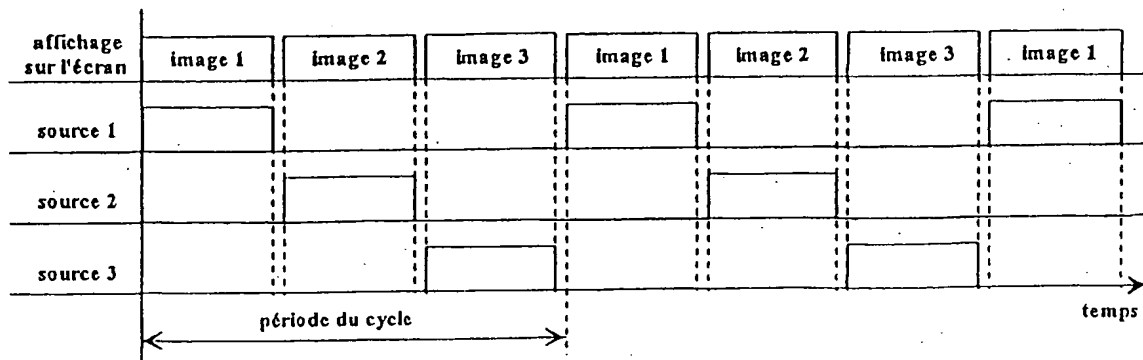 affichage
sur l'écran
image 1 image 2 image 3 image 1 image 2 image 3 image 1
source 1
source 2
source 3
temps
période du cycle